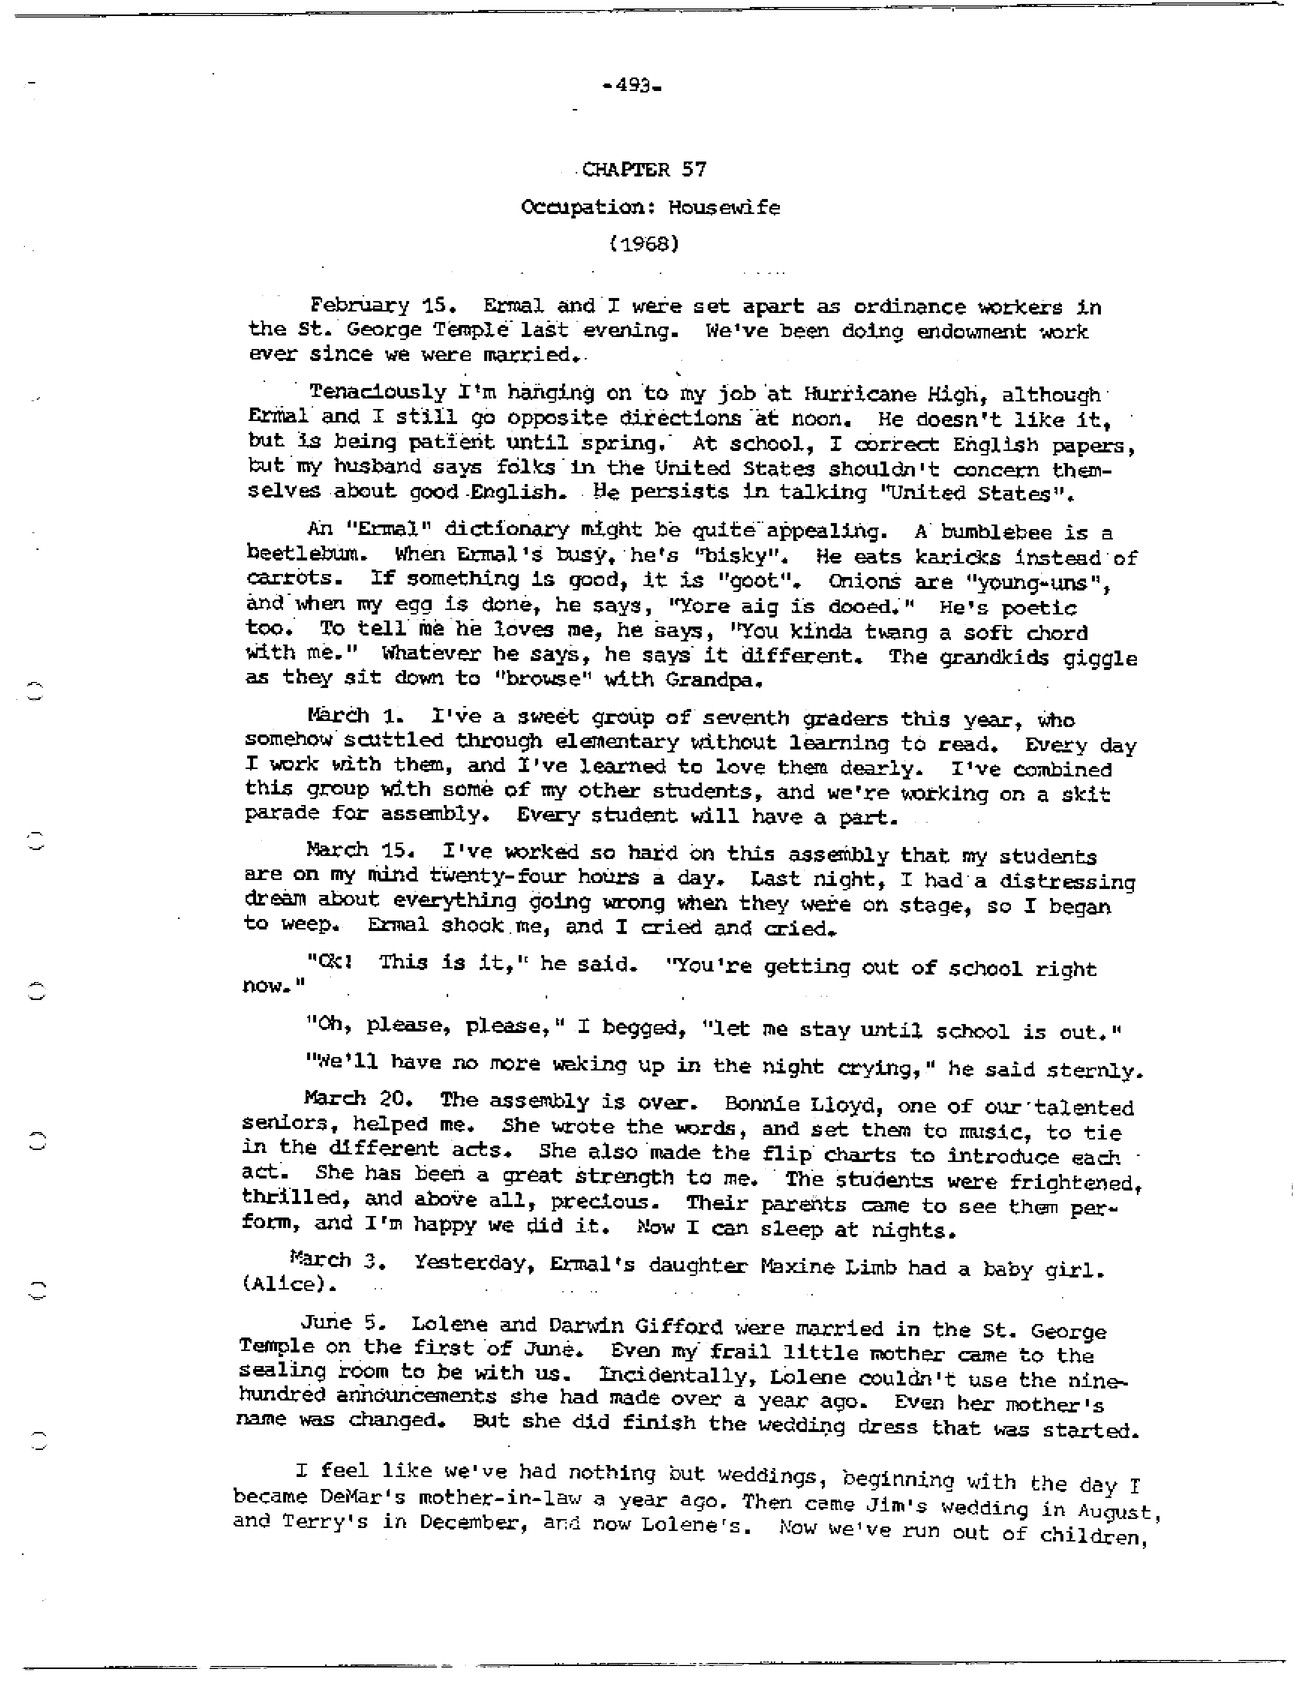 -493-
CHAPTER 57
Occupation: Housewife
(1968)
February 15. Ermal and I were set apart as ordinance workers in
the St. George Temple last evening. We've been doing endowment work
ever since we were married.
Tenaciously I'm hanging on to my job at Hurricane High, although
Ermal and I still go opposite directions at noon. He doesn't like it,
but is being patient until spring. At school, I correct English papers,
but my husband says folks in the United States shouldn't concern them-
selves about good English. He persists in talking "United States".
An "Ermal" dictionary might be quite appealing. A bumblebee is a
beetlebum. When Ermal's busy, he's "bisky". He eats karicks instead of
carrots. If something is good, it is "goot". Onions are "young-uns",
and when my egg is done, he says, "Yore aig is dooed." He's poetic
too. To tell me he loves me, he says, "You kinda twang a soft chord
with me." Whatever he says, he says it different. The grandkids giggle
as they sit down to "browse" with Grandpa.
March 1. I've a sweet group of seventh graders this year, who
somehow scuttled through elementary without learning to read. Every day
I work with them, and I've learned to love them dearly. I've combined
this group with some of my other students, and we're working on a skit
parade for assembly. Every student will have a part.
March 15. I've worked so hard on this assembly that my students
are on my mind twenty-four hours a day. Last night, I had a distressing
dream about everything going wrong when they were on stage, so I began
to weep. Ermal shook me, and I cried and cried.
"Ok! This is it," he said. "You're getting out of school right
now."
"Oh, please, please," I begged, "let me stay until school is out."
"We'll have no more waking up in the night crying," he said sternly.
March 20. The assembly is over. Bonnie Lloyd, one of our talented
seniors, helped me. She wrote the words, and set them to music, to tie
in the different acts. She also made the flip charts to introduce each
act. She has been a great strength to me. The students were frightened,
thrilled, and above all, precious. Their parents came to see them per-
form, and I'm happy we did it. Now I can sleep at nights.
March 3. Yesterday, Ermal's daughter Maxine Limb had a baby girl.
(Alice).
June 5. Lolene and Darwin Gifford were married in the St. George
Temple on the first of June. Even my frail little mother came to the
sealing room to be with us. Incidentally, Lolene couldn't use the nine-
hundred announcements she had made over a year ago. Even her mother's
name was changed. But she did finish the wedding dress that was started.
I feel like we've had nothing but weddings, beginning with the day I
became DeMar's mother-in-law a year ago. Then came Jim's wedding in August,
and Terry's in December, and now Lolene's. Now we've run out of children,